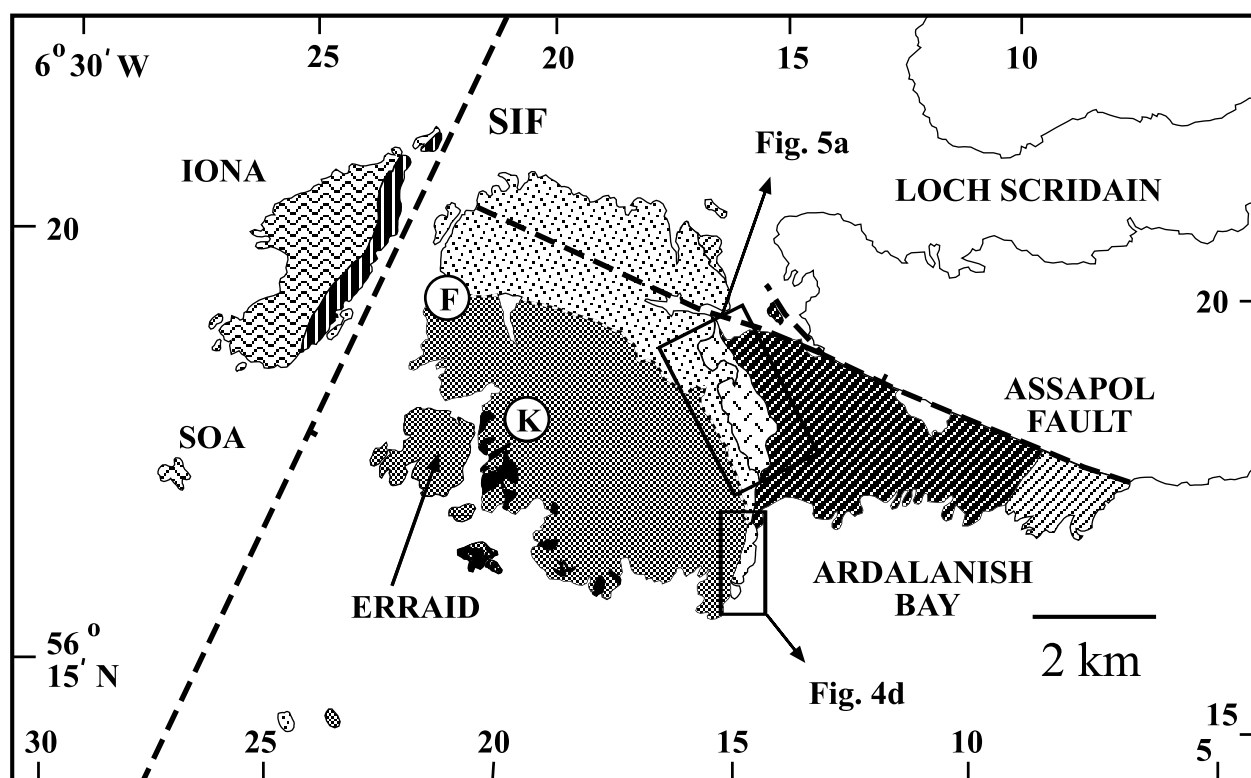 6° 30' W
25
20
15
10
SIF
Fig. 5a
IONA
LOCH SCRIDAIN
20
F
20
ASSAPOL
FAULT
K
SOA
ARDALANISH
BAY
ERRAID
56°
15' N
2 km
Fig. 4d
30
25
20
15
10
15
5